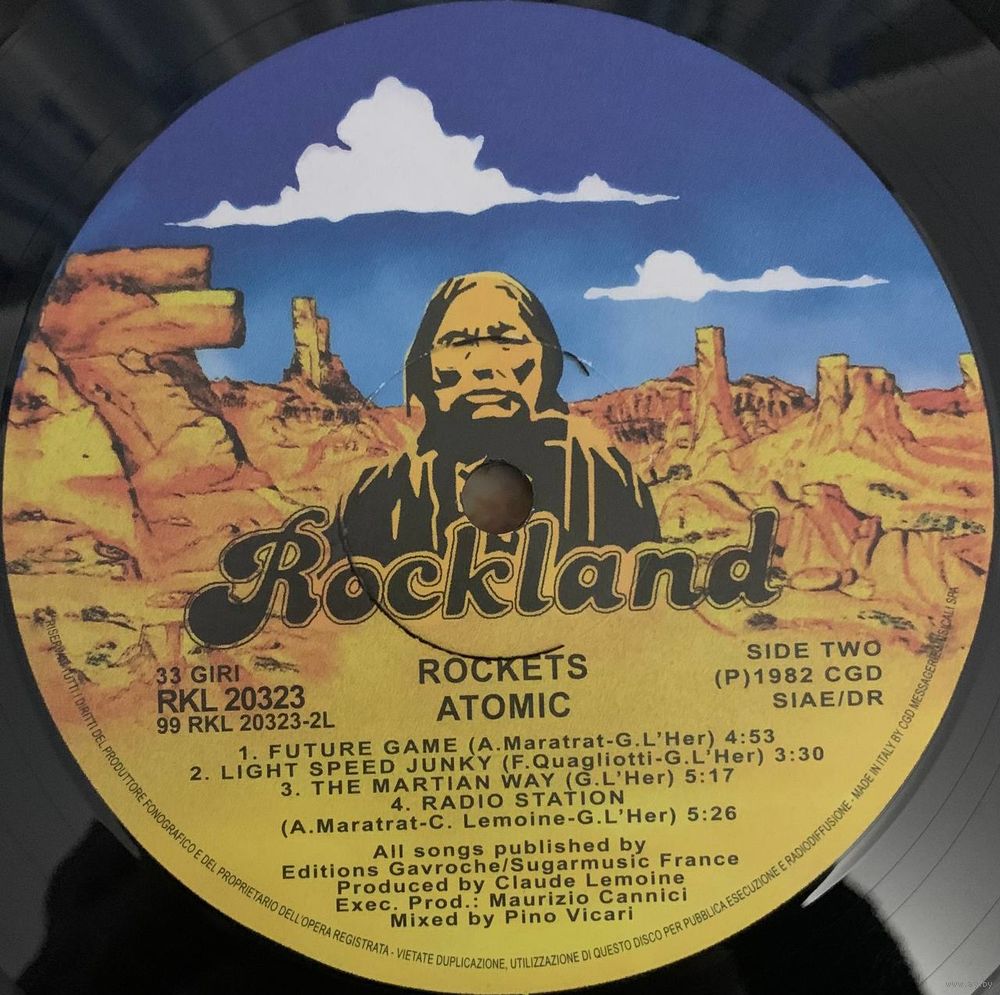 Rockland
33 GIRI
RKL 20323
99 RKL 20323-2L
ROCKETS
ATOMIC
SIDE TWO
(P)1982 CGD
SIAE/DR
1. FUTURE GAME (A.Maratrat-G.L'Her) 4:53
2. LIGHT SPEED JUNKY (F.Quagliotti-G.L'Her) 3:30
3. THE MARTIAN WAY (G.L'Her) 5:17
4. RADIO STATION
(A.Maratrat-C. Lemoine-G.L'Her) 5:26
All songs published by
Editions Gavroche/Sugarmusic France
Produced by Claude Lemoine
Exec. Prod.: Maurizio Cannici
Mixed by Pino Vicari
TUTTI DIRITTI DEL PRODUTTORE FONOGRAFICO E DEL PROPRIETARIO DELL'OPERA REGISTRATA - VIETATE DUPLICAZIONE, UTILIZZAZIONE DI QUESTO DISCO PER PUBBLICA ESECUZIONE E RADIODIFFUSIONE - MADE IN ITALY BY CGD MESSAGGERIE MUSICALI SPA